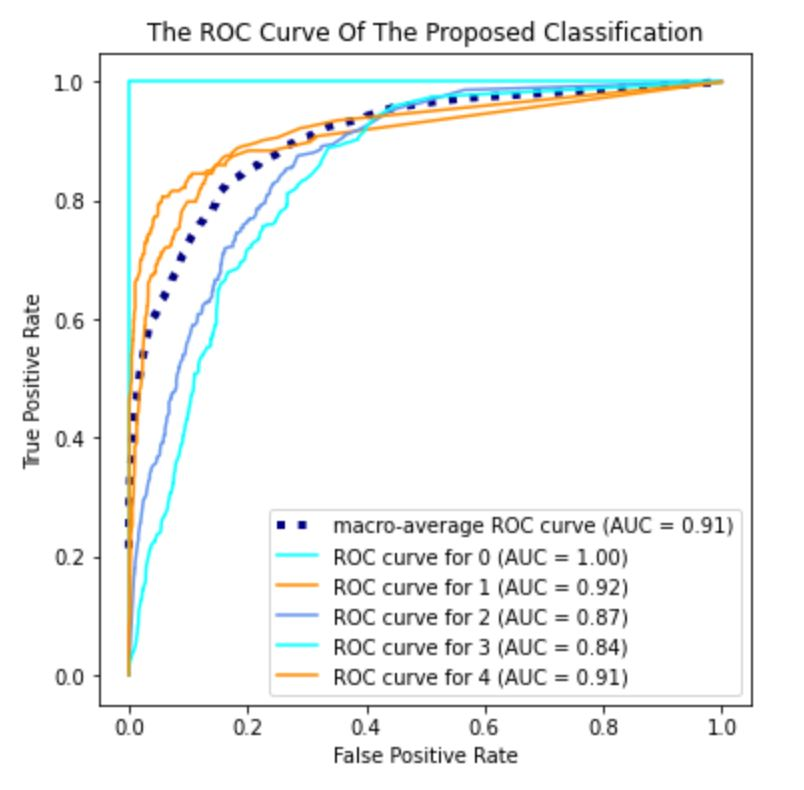 The ROC Curve Of The Proposed Classification
1.0
0.8
0.6
0.4
0.2
0.0
True Positive Rate
macro-average ROC curve (AUC = 0.91)
ROC curve for 0 (AUC = 1.00)
ROC curve for 1 (AUC = 0.92)
ROC curve for 2 (AUC = 0.87)
ROC curve for 3 (AUC = 0.84)
ROC curve for 4 (AUC = 0.91)
0.0 0.2 0.4 0.6 0.8 1.0
False Positive Rate